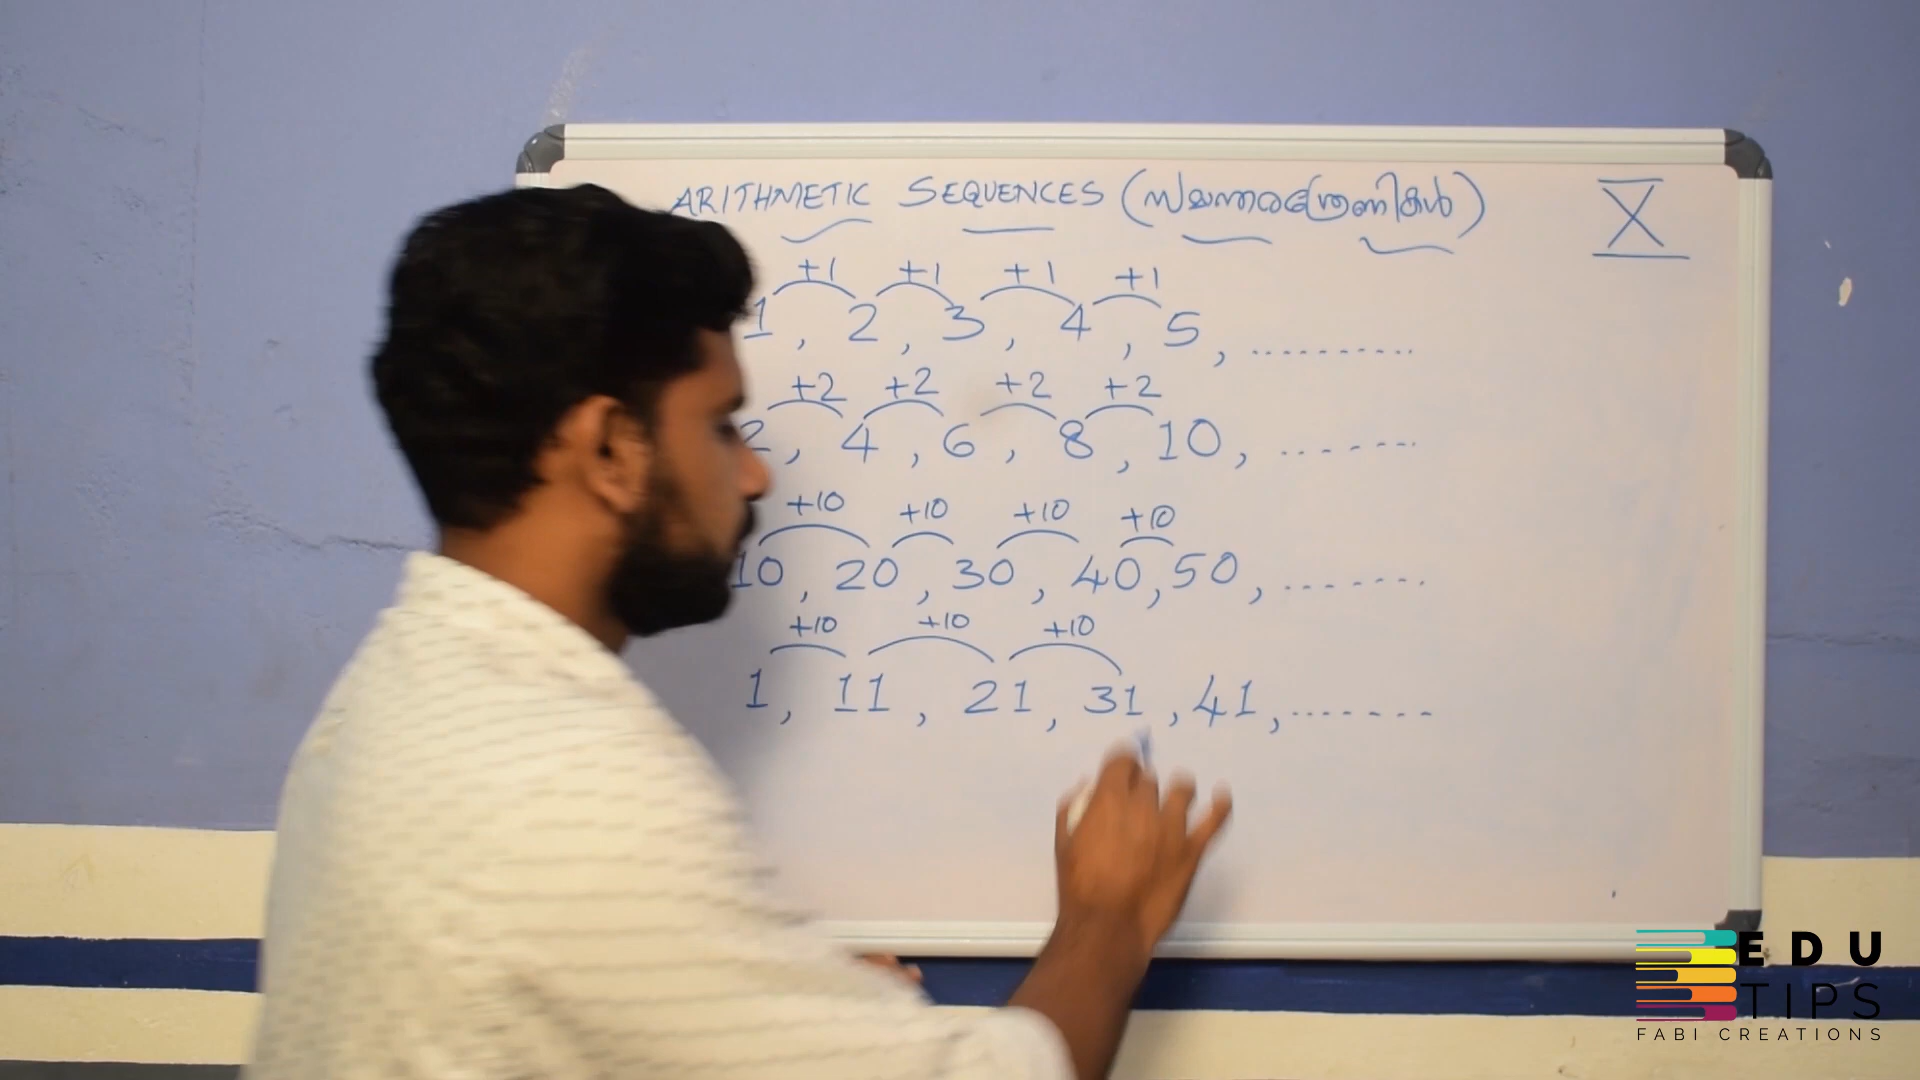 ARITHMETIC SEQUENCES (സമാന്തരശ്രേണികൾ) X
+1 +1 +1 +1
1, 2, 3, 4, 5, ..........
+2 +2 +2 +2
2, 4, 6, 8, 10, .......
+10 +10 +10 +10
10, 20, 30, 40, 50, .......
+10 +10 +10
1, 11, 21, 31, 41, .......
EDU
TIPS
FABI CREATIONS